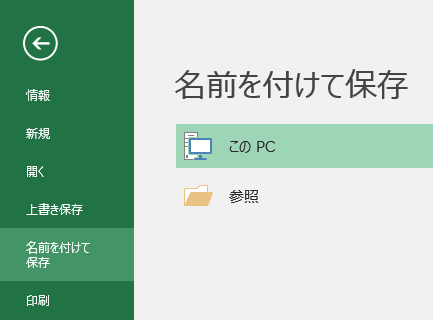 情報
新規
開く
上書き保存
名前を付けて
保存
印刷
名前を付けて保存
この PC
参照